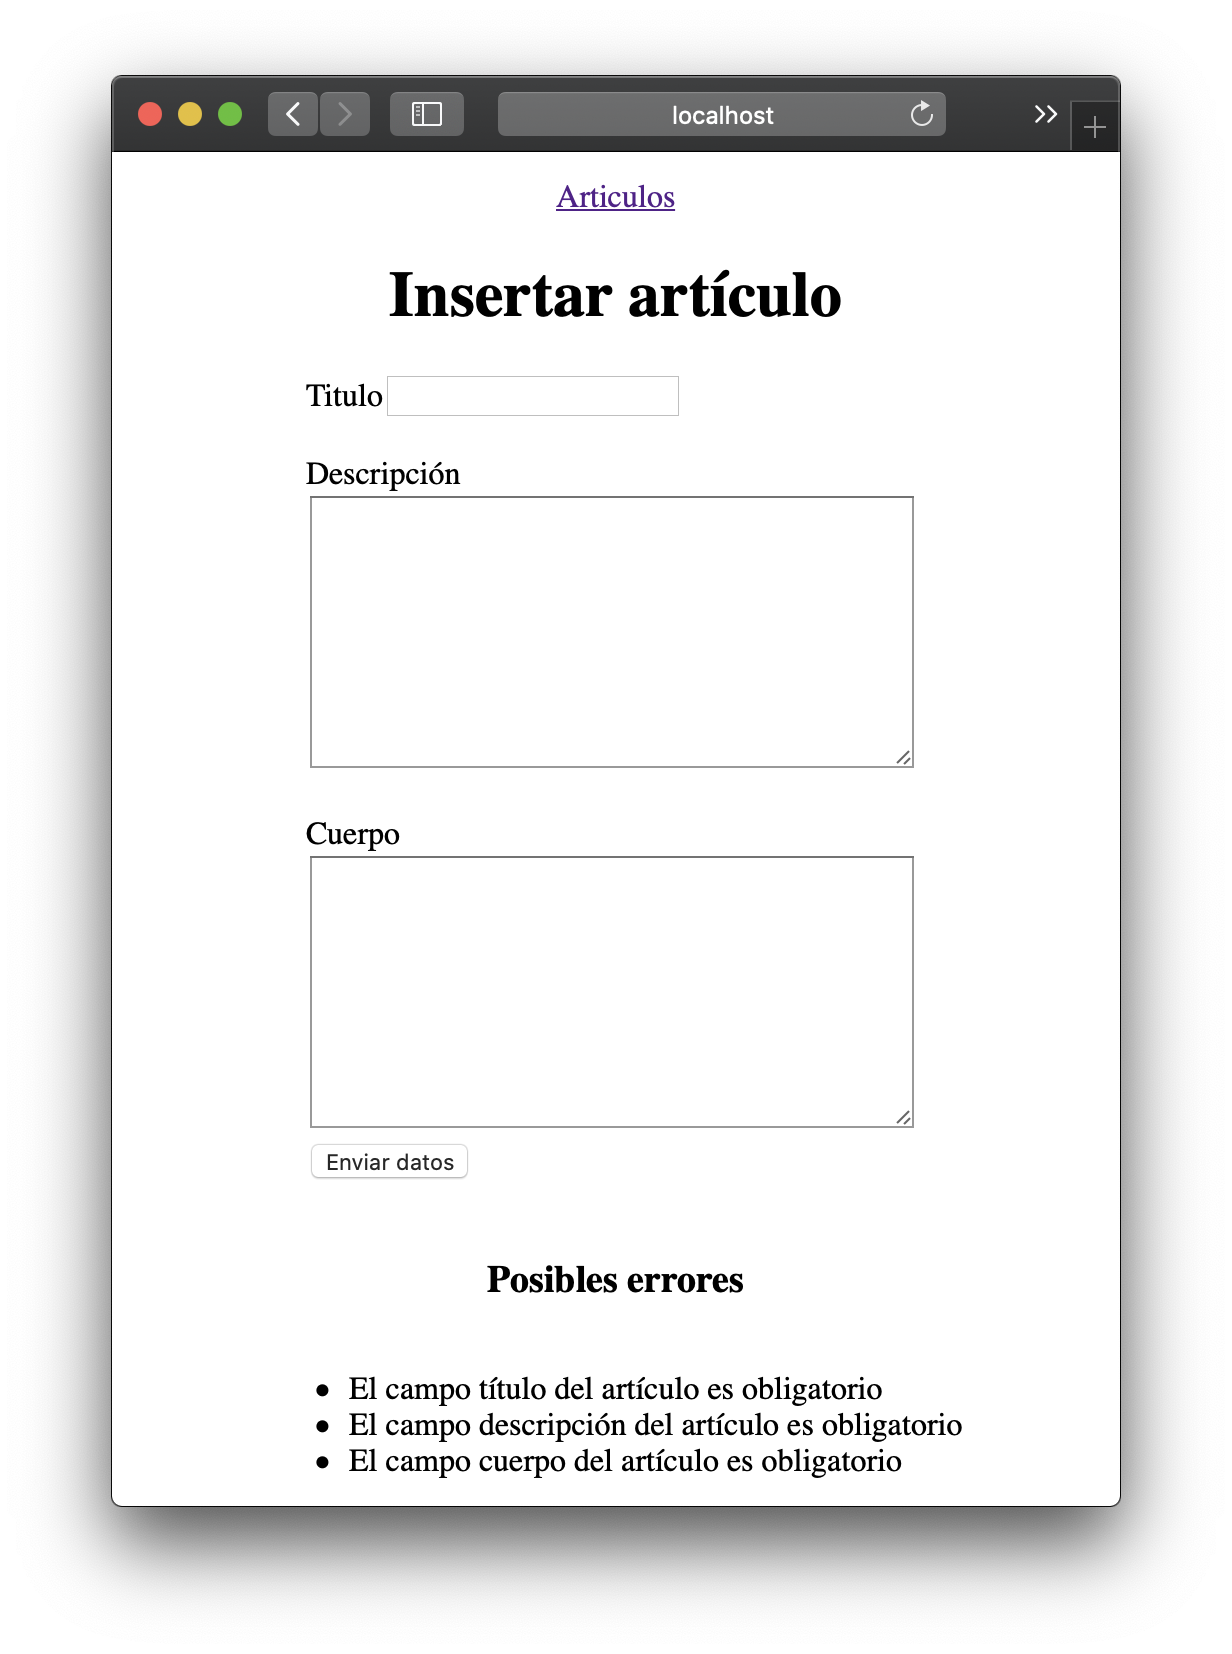 localhost
Articulos
Insertar artículo
Titulo
Descripción
Cuerpo
Enviar datos
Posibles errores
El campo título del artículo es obligatorio
El campo descripción del artículo es obligatorio
El campo cuerpo del artículo es obligatorio